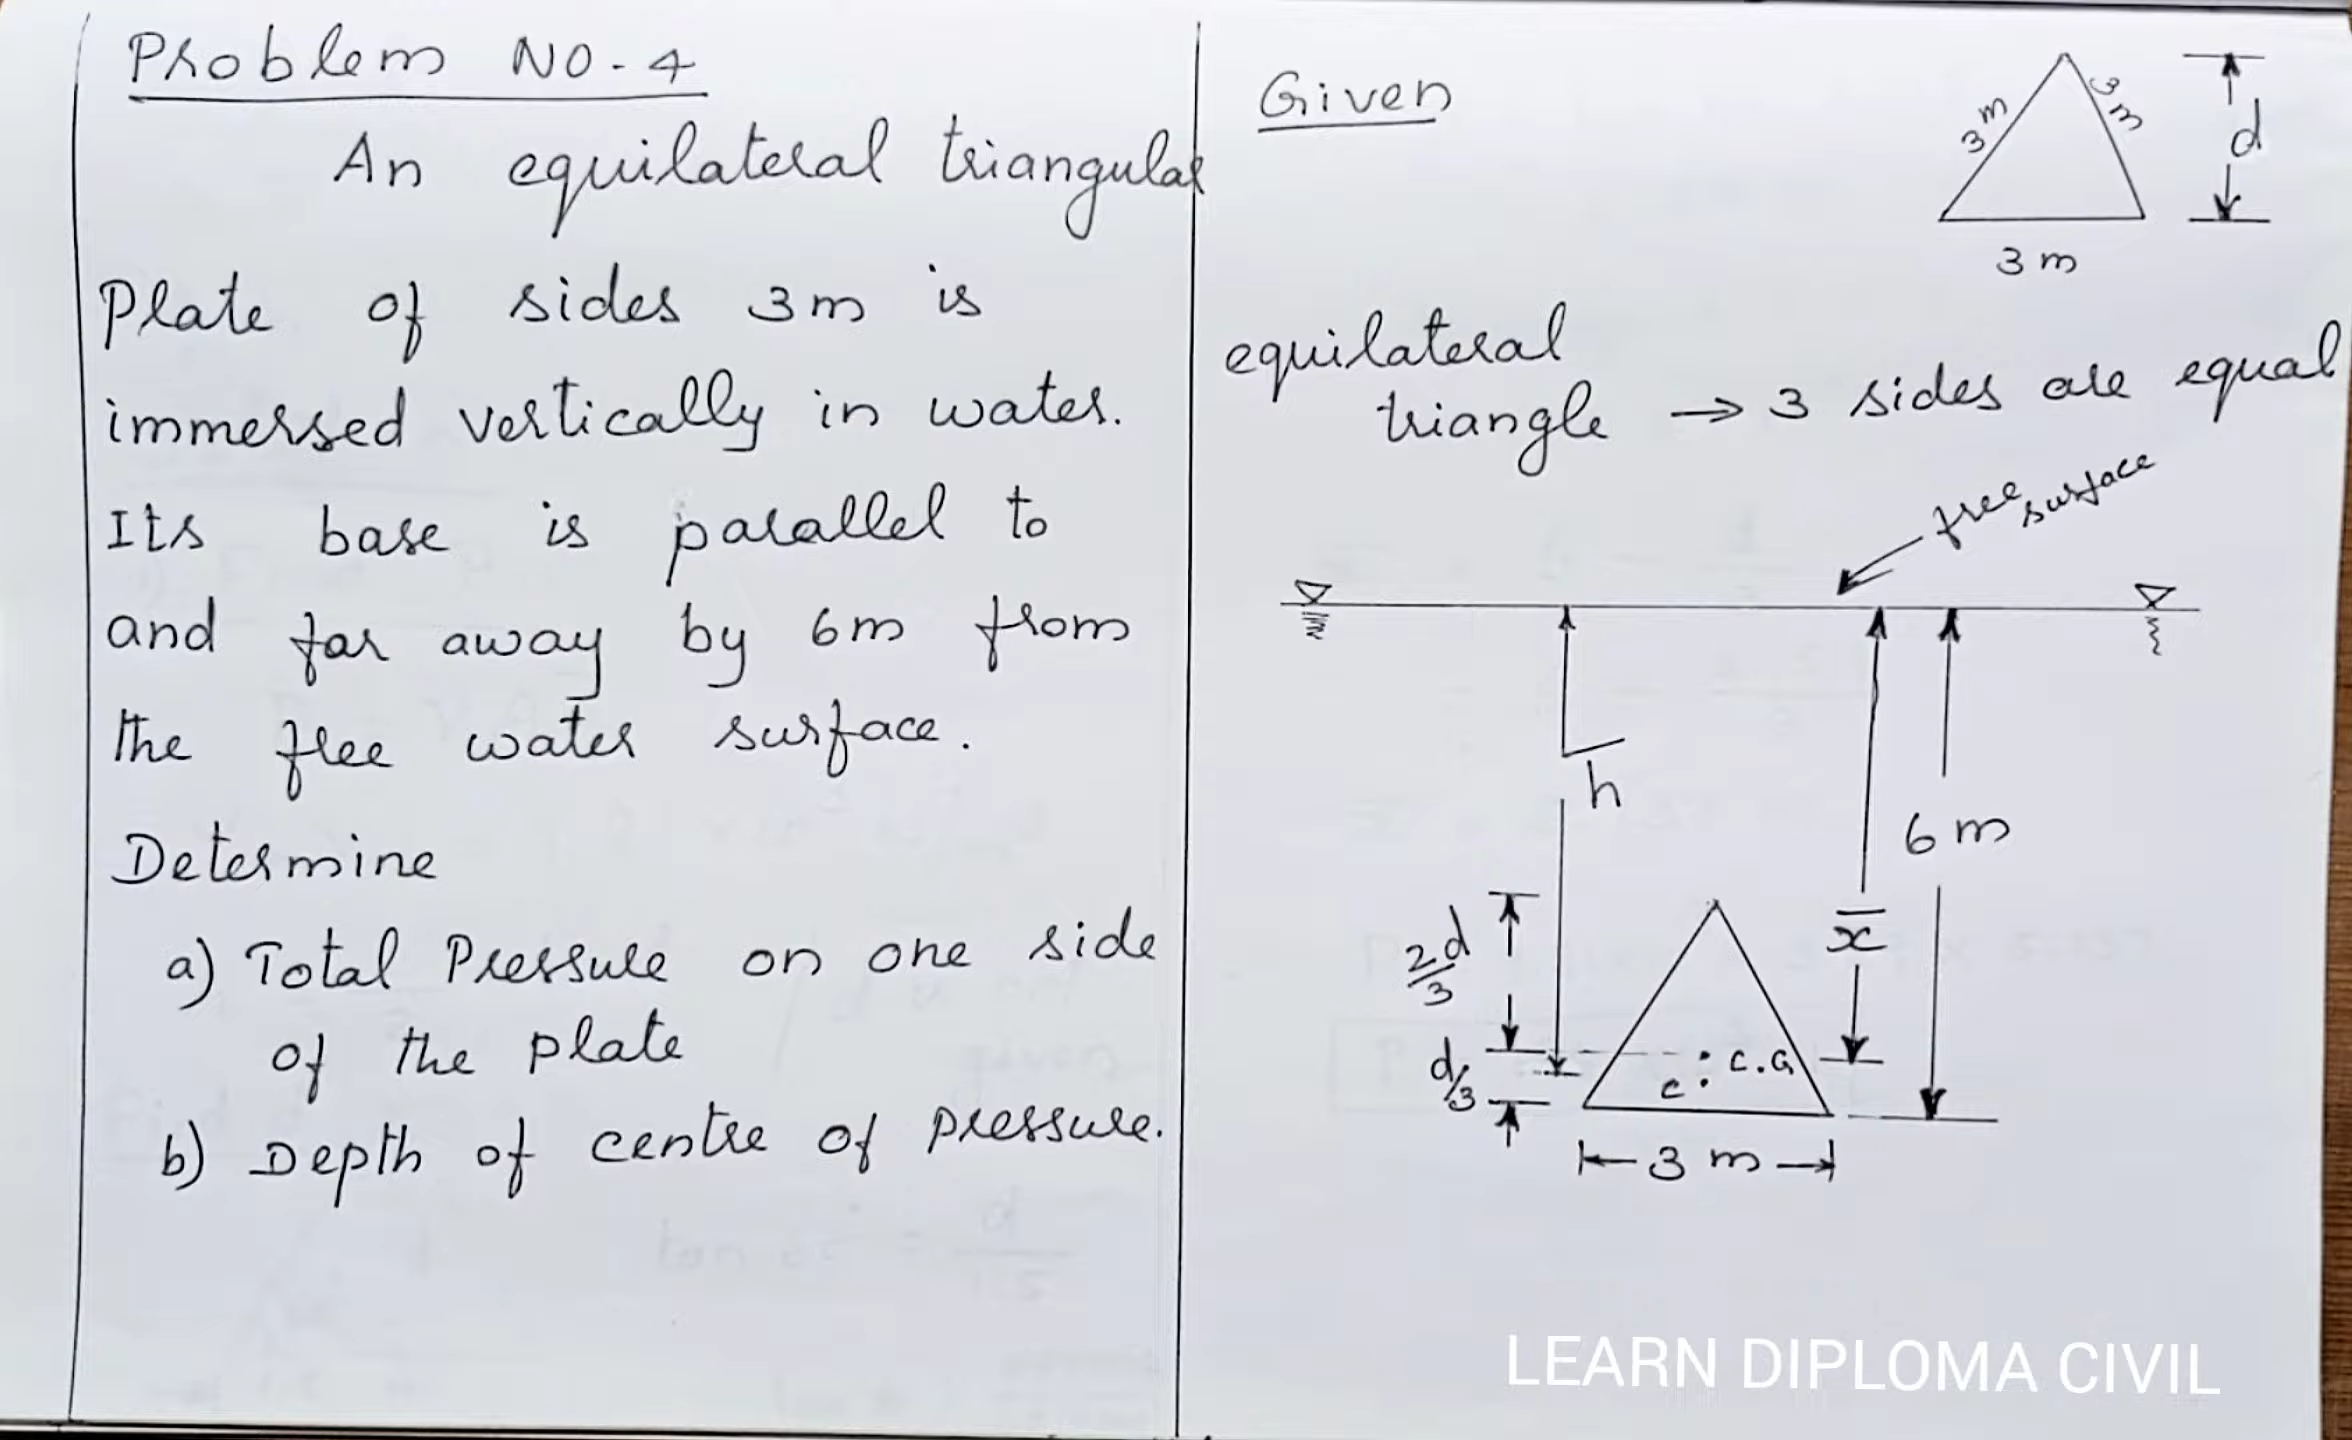 Problem NO-4
An equilateral triangular
Plate of sides 3m is
immersed vertically in water.
Its base is parallel to
and far away by 6m from
the free water surface.
Determine
a) Total Pressure on one side
of the plate
b) Depth of centre of pressure.
Given
3m
3m
d
3m
equilateral
triangle → 3 sides are equal
free surface
h
6m
x̄
2d/3
d/3
C.G
c
3 m
LEARN DIPLOMA CIVIL